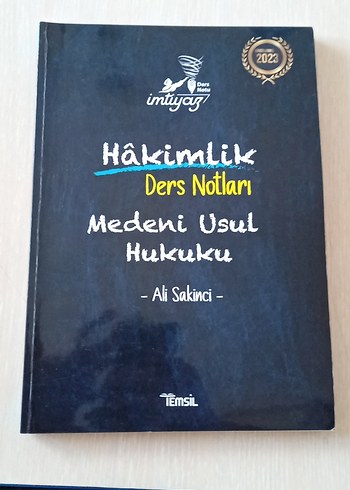 Ders
Notu
imtiyaz
2023
Hâkimlik
Ders Notları
Medeni Usul
Hukuku
- Ali Sakinci -
TEMSİL